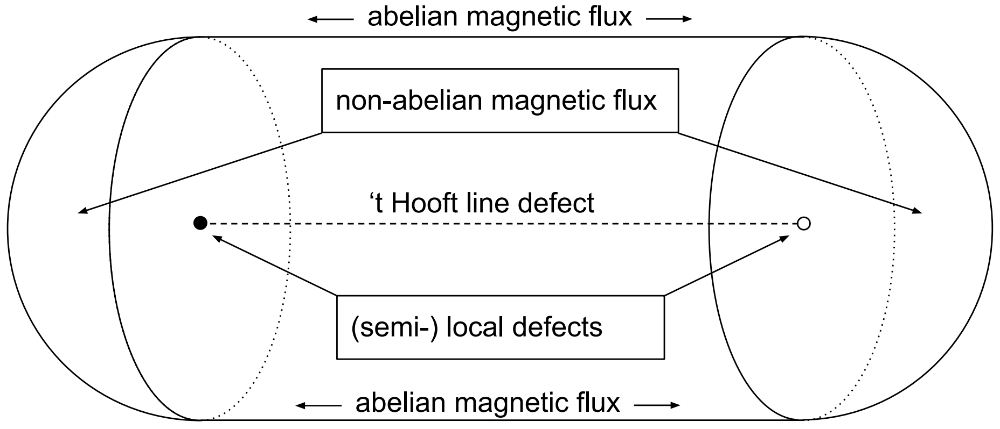 abelian magnetic flux
non-abelian magnetic flux
‘t Hooft line defect
(semi-) local defects
abelian magnetic flux